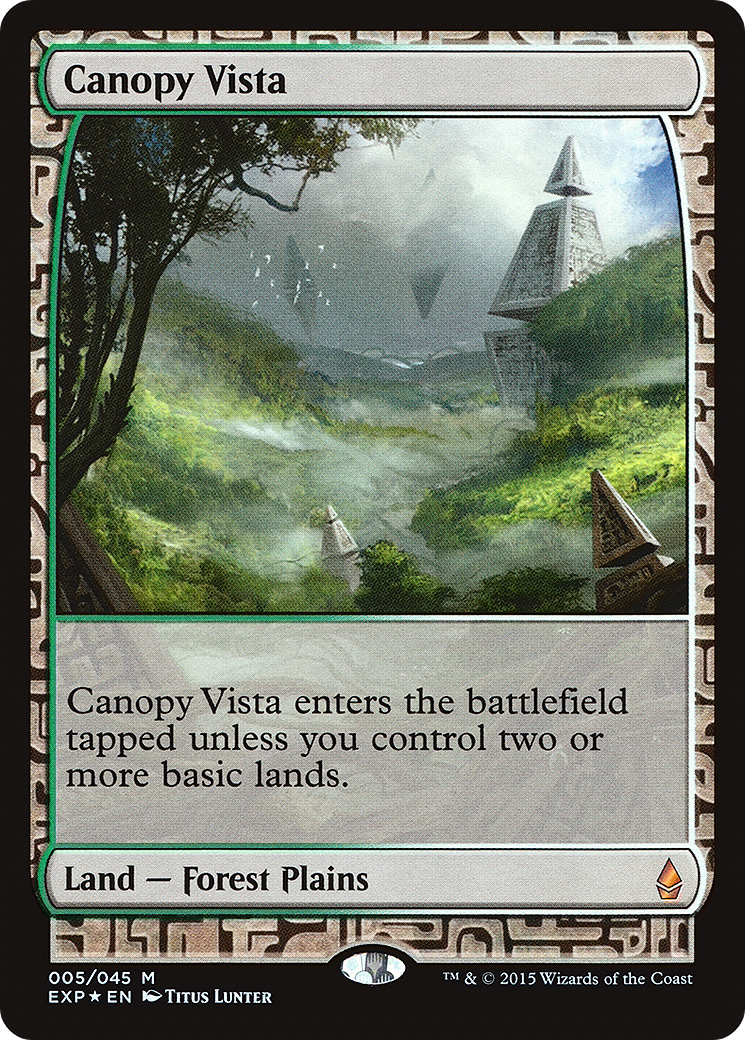 Canopy Vista
Canopy Vista enters the battlefield
tapped unless you control two or
more basic lands.
Land — Forest Plains
005/045 M
EXP★EN Titus Lunter
™ & © 2015 Wizards of the Coast